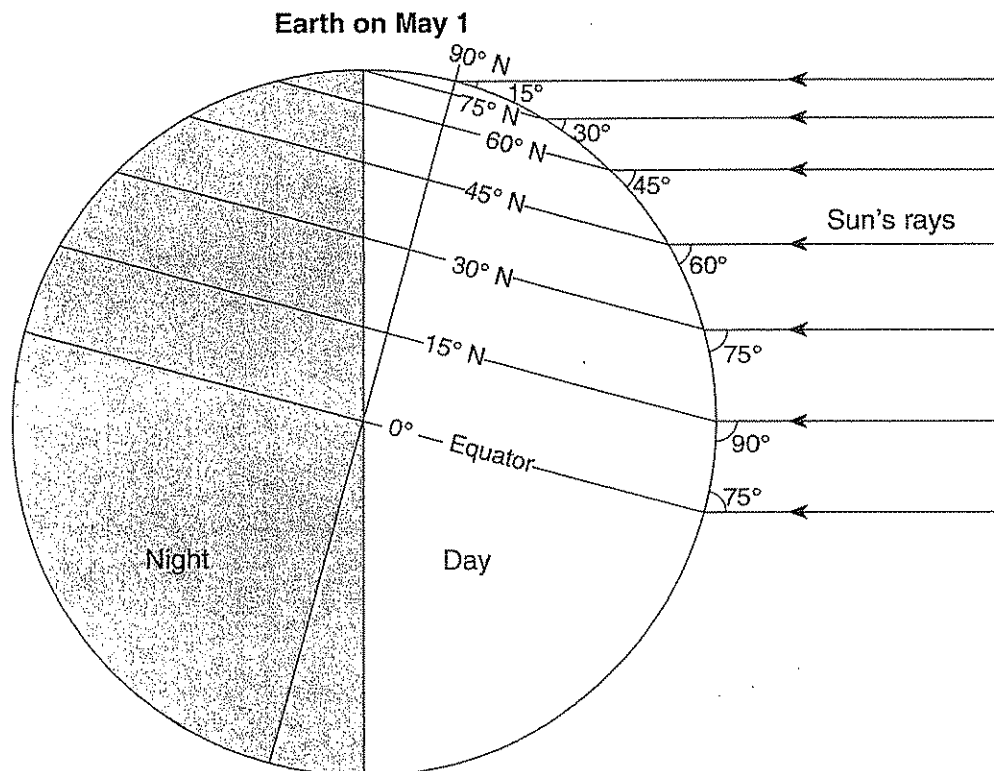 Earth on May 1
90° N
15°
75° N
30°
60° N
45°
45° N
Sun's rays
60°
30° N
75°
15° N
90°
0° Equator
75°
Night
Day